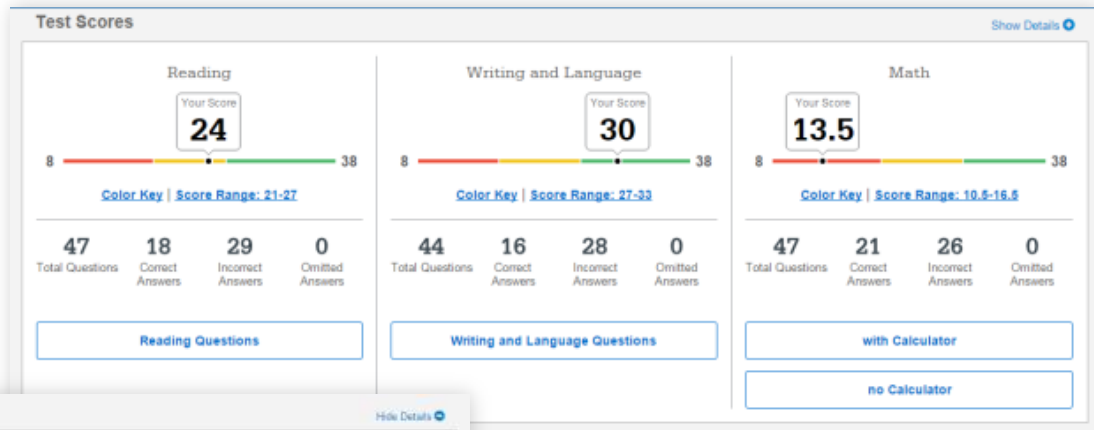 Test Scores
Show Details
Reading
Your Score
24
8
38
Color Key | Score Range: 21-27
47
Total Questions
18
Correct
Answers
29
Incorrect
Answers
0
Omitted
Answers
Reading Questions
Writing and Language
Your Score
30
8
38
Color Key | Score Range: 27-33
44
Total Questions
16
Correct
Answers
28
Incorrect
Answers
0
Omitted
Answers
Writing and Language Questions
Math
Your Score
13.5
8
38
Color Key | Score Range: 10.5-16.5
47
Total Questions
21
Correct
Answers
26
Incorrect
Answers
0
Omitted
Answers
with Calculator
no Calculator
Hide Details